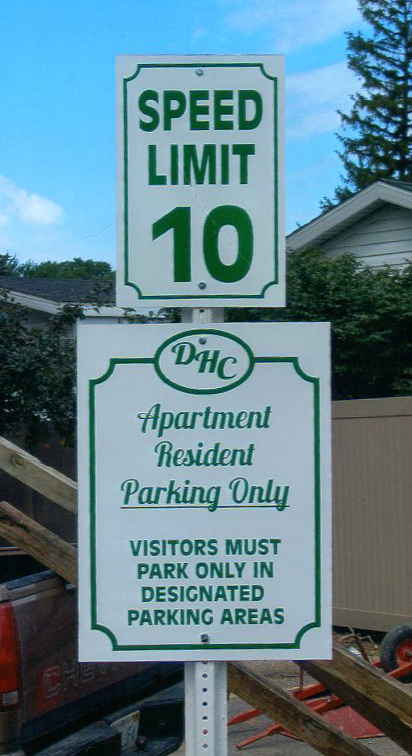 SPEED
LIMIT
10
DHC
Apartment
Resident
Parking Only
VISITORS MUST
PARK ONLY IN
DESIGNATED
PARKING AREAS